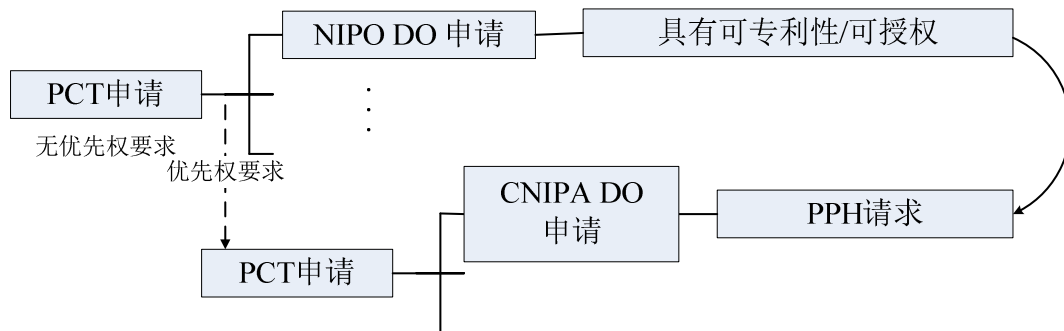 NIPO DO 申请
具有可专利性/可授权
PCT申请
无优先权要求
优先权要求
CNIPA DO
申请
PPH请求
PCT申请